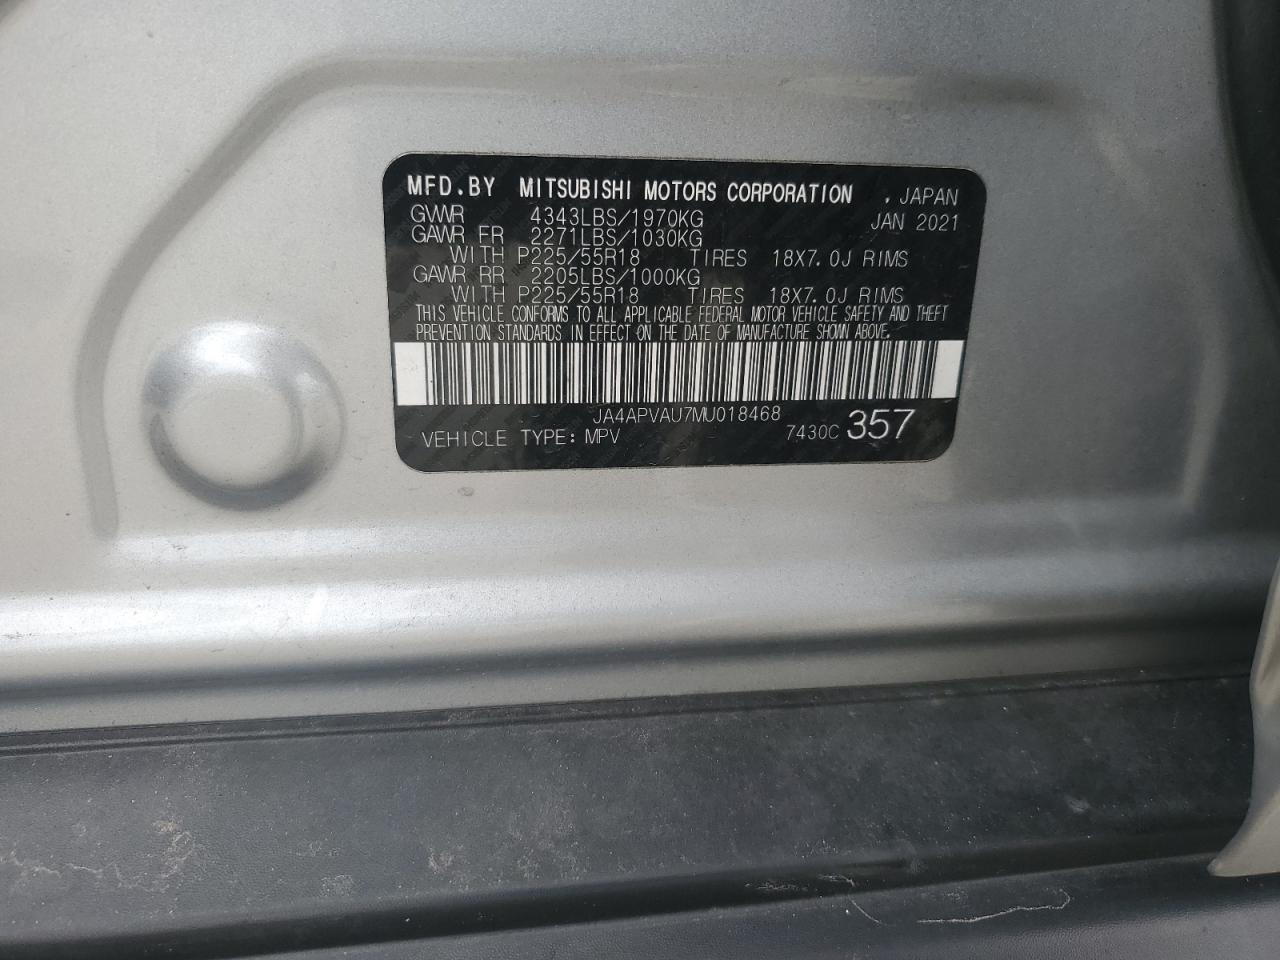 MFD.BY MITSUBISHI MOTORS CORPORATION , JAPAN
GVWR 4343LBS/1970KG JAN 2021
GAWR FR 2271LBS/1030KG
WITH P225/55R18 TIRES 18X7.0J RIMS
GAWR RR 2205LBS/1000KG
WITH P225/55R18 TIRES 18X7.0J RIMS
THIS VEHICLE CONFORMS TO ALL APPLICABLE FEDERAL MOTOR VEHICLE SAFETY AND THEFT
PREVENTION STANDARDS IN EFFECT ON THE DATE OF MANUFACTURE SHOWN ABOVE.
JA4APVAU7MU018468
VEHICLE TYPE: MPV 7430C 357